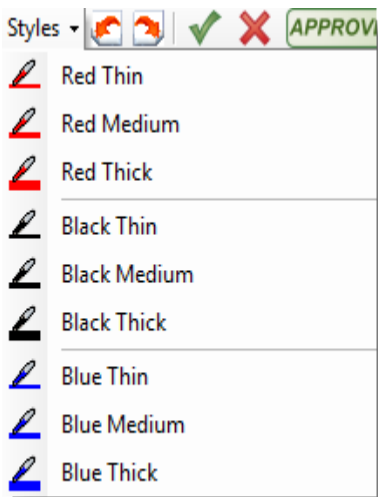 Styles APPROV
Red Thin
Red Medium
Red Thick
Black Thin
Black Medium
Black Thick
Blue Thin
Blue Medium
Blue Thick